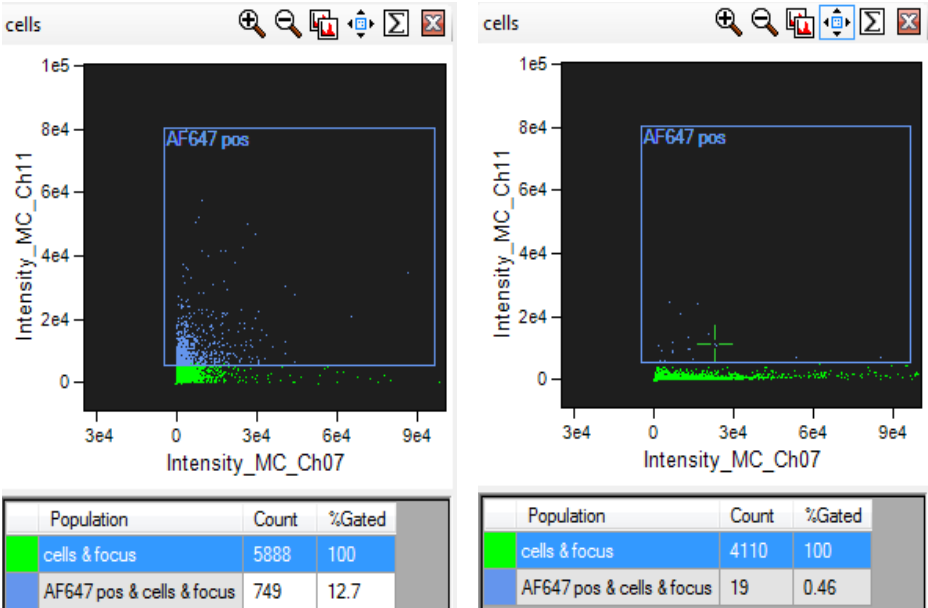 cells
1e5
8e4
6e4
4e4
2e4
0
Intensity_MC_Ch11
AF647 pos
3e4 0 3e4 6e4 9e4
Intensity_MC_Ch07
Population Count %Gated
cells & focus 5888 100
AF647 pos & cells & focus 749 12.7
cells
1e5
8e4
6e4
4e4
2e4
0
Intensity_MC_Ch11
AF647 pos
3e4 0 3e4 6e4 9e4
Intensity_MC_Ch07
Population Count %Gated
cells & focus 4110 100
AF647 pos & cells & focus 19 0.46